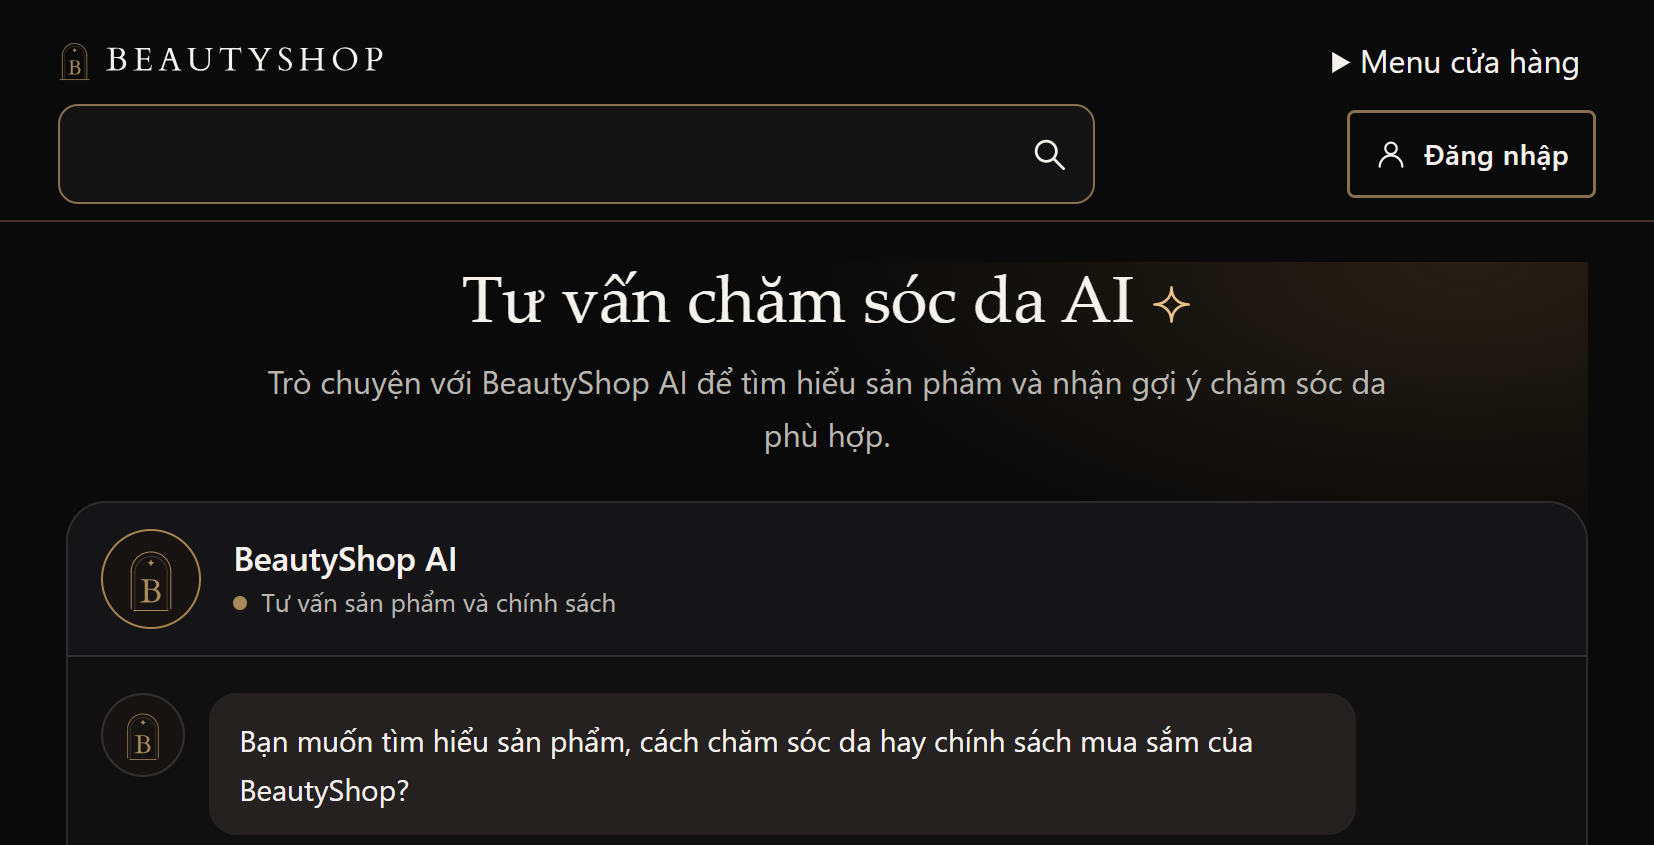 B BEAUTYSHOP
▶ Menu cửa hàng
Đăng nhập
Tư vấn chăm sóc da AI
Trò chuyện với BeautyShop AI để tìm hiểu sản phẩm và nhận gợi ý chăm sóc da
phù hợp.
B
BeautyShop AI
Tư vấn sản phẩm và chính sách
B
Bạn muốn tìm hiểu sản phẩm, cách chăm sóc da hay chính sách mua sắm của
BeautyShop?